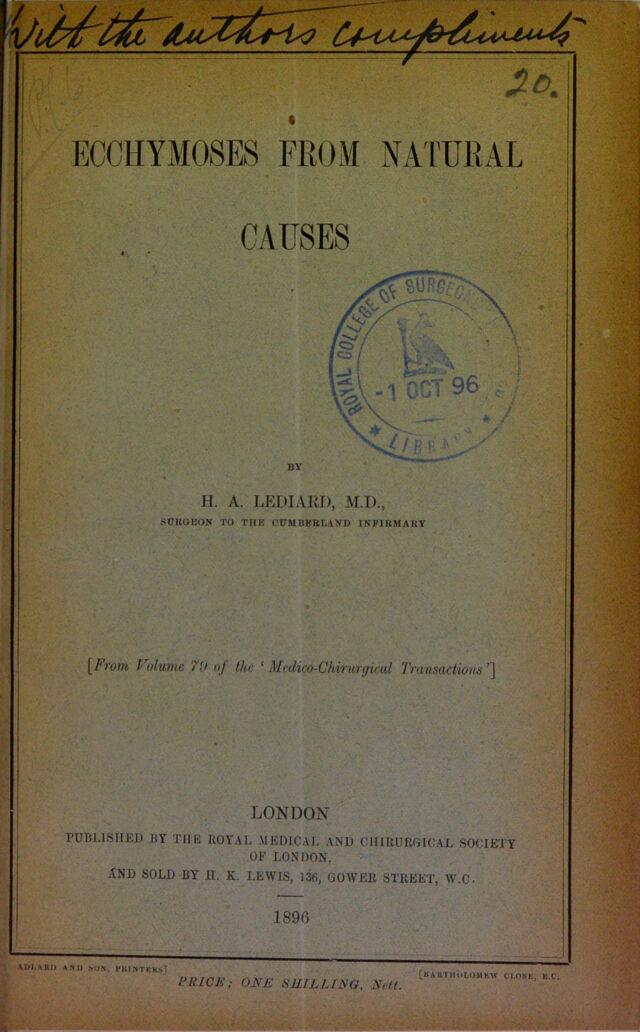 With the authors compliments
20.
ECCHYMOSES FROM NATURAL
CAUSES
ROYAL COLLEGE OF SURGEONS
-1 OCT 96
* LIBRARY *
BY
H. A. LEDIARD, M.D.,
SURGEON TO THE CUMBERLAND INFIRMARY
[From Volume 79 of the ‘ Medico-Chirurgical Transactions ’]
LONDON
PUBLISHED BY THE ROYAL MEDICAL AND CHIRURGICAL SOCIETY
OF LONDON,
AND SOLD BY H. K. LEWIS, 136, GOWER STREET, W.C.
1896
ADLARD AND SON, PRINTERS] [BARTHOLOMEW CLOSE, E.C.
PRICE; ONE SHILLING, Nett.